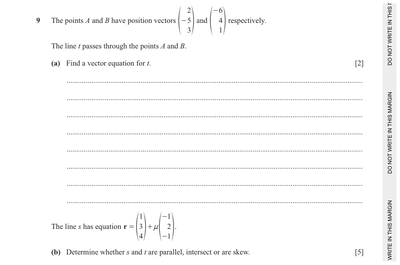 9 The points A and B have position vectors (2 −5 3) and (−6 4 1) respectively.
The line t passes through the points A and B.
(a) Find a vector equation for t. [2]
The line s has equation r = (1 3 4) + μ(−1 2 −1).
(b) Determine whether s and t are parallel, intersect or are skew. [5]
DO NOT WRITE IN THIS M
DO NOT WRITE IN THIS MARGIN
WRITE IN THIS MARGIN